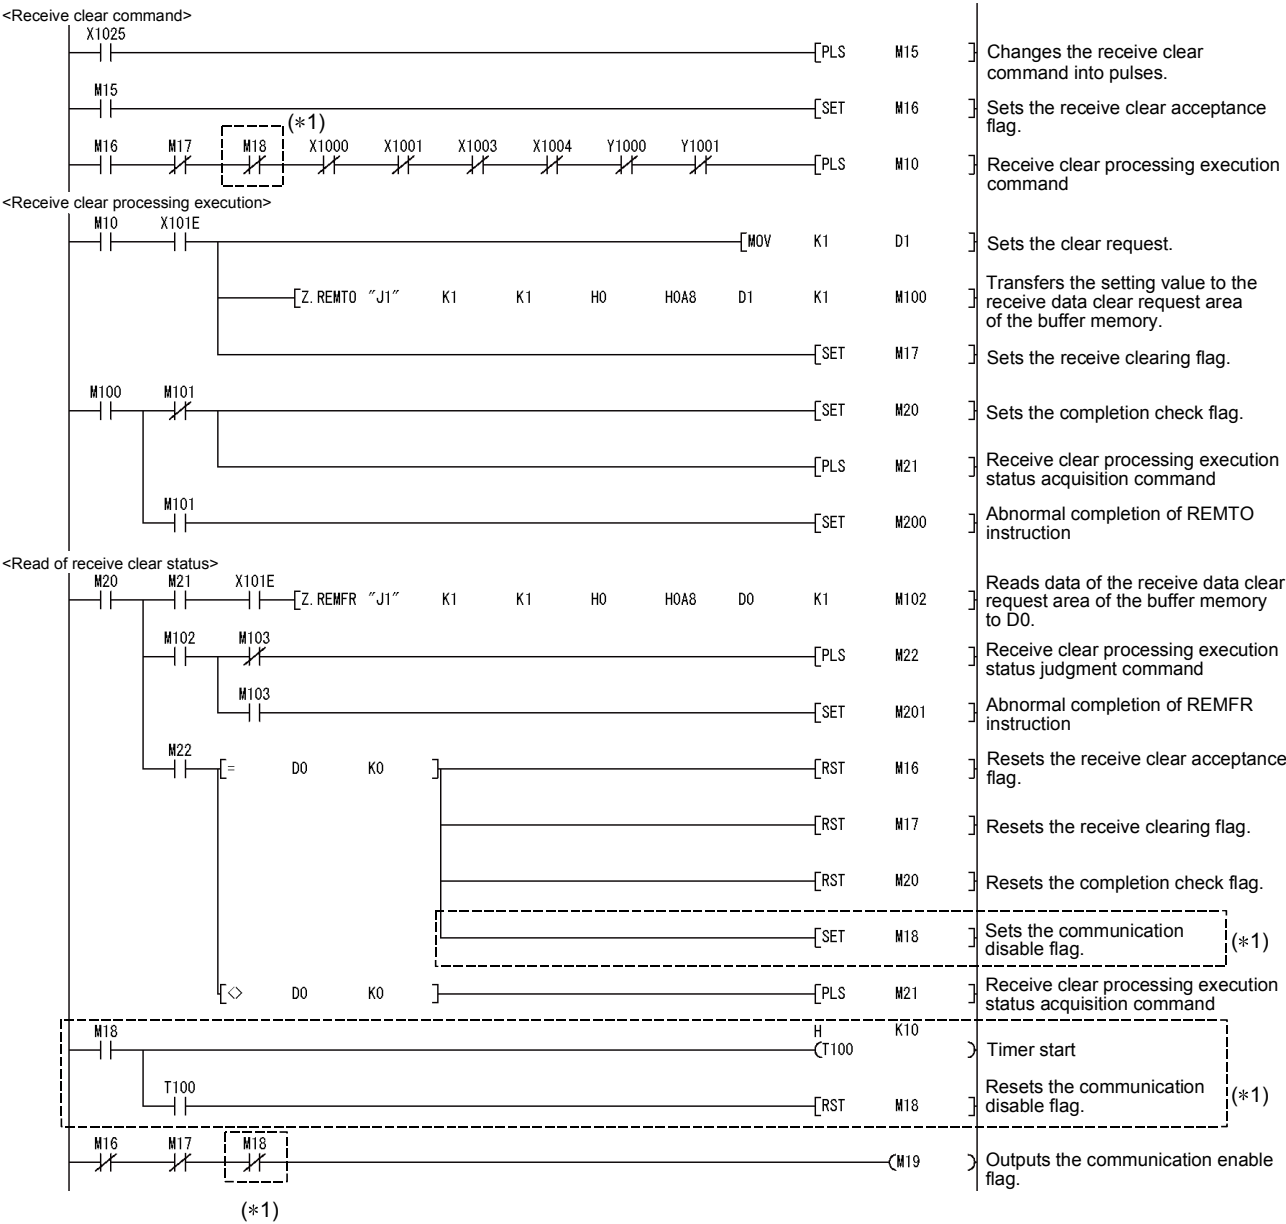 <Receive clear command>
X1025
[PLS M15] Changes the receive clear
command into pulses.
M15
[SET M16] Sets the receive clear acceptance
flag.
(*1)
M16 M17 M18 X1000 X1001 X1003 X1004 Y1000 Y1001
[PLS M10] Receive clear processing execution
command
<Receive clear processing execution>
M10 X101E
[MOV K1 D1] Sets the clear request.
[Z.REMTO "J1" K1 K1 H0 H0A8 D1 K1 M100] Transfers the setting value to the
receive data clear request area
of the buffer memory.
[SET M17] Sets the receive clearing flag.
M100 M101
[SET M20] Sets the completion check flag.
[PLS M21] Receive clear processing execution
status acquisition command
M101
[SET M200] Abnormal completion of REMTO
instruction
<Read of receive clear status>
M20 M21 X101E
[Z.REMFR "J1" K1 K1 H0 H0A8 D0 K1 M102] Reads data of the receive data clear
request area of the buffer memory
to D0.
M102 M103
[PLS M22] Receive clear processing execution
status judgment command
M103
[SET M201] Abnormal completion of REMFR
instruction
M22
[= D0 K0] [RST M16] Resets the receive clear acceptance
flag.
[RST M17] Resets the receive clearing flag.
[RST M20] Resets the completion check flag.
[SET M18] Sets the communication
disable flag.
(*1)
[<> D0 K0] [PLS M21] Receive clear processing execution
status acquisition command
M18 H K10
(T100 ) Timer start
T100
[RST M18] Resets the communication
disable flag.
(*1)
M16 M17 M18
(M19 ) Outputs the communication enable
flag.
(*1)